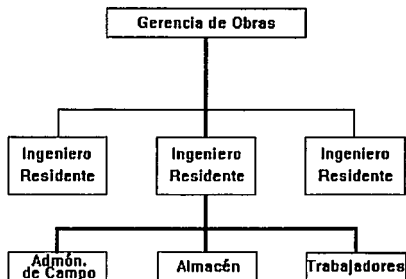 Gerencia de Obras
Ingeniero
Residente
Ingeniero
Residente
Ingeniero
Residente
Admón.
de Campo
Almacén
Trabajadores